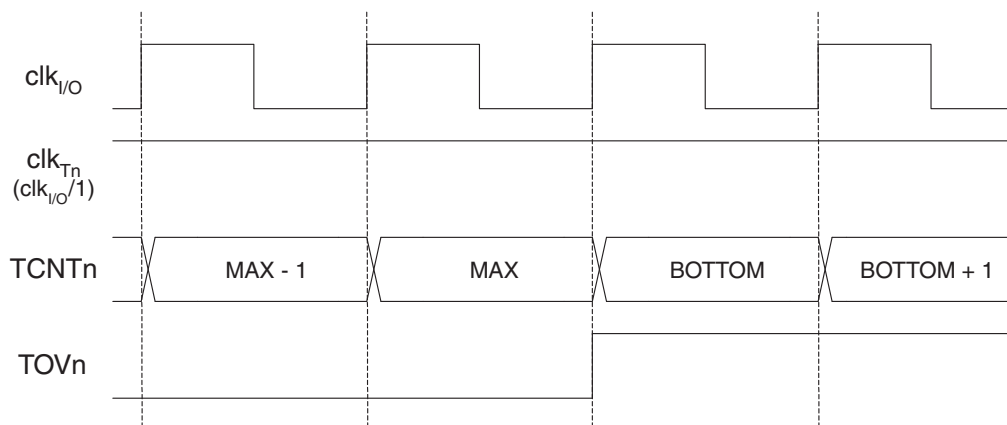 clkI/O
clkTn
(clkI/O/1)
TCNTn
MAX - 1
MAX
BOTTOM
BOTTOM + 1
TOVn